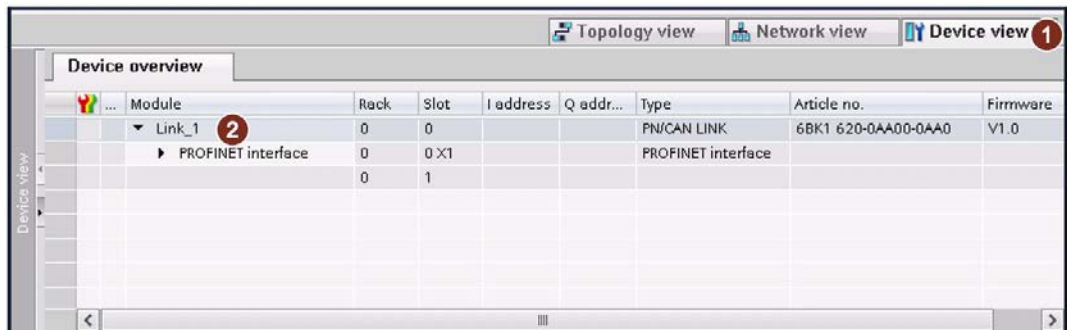 Topology view Network view Device view 1
Device overview
... Module Rack Slot I address Q addr... Type Article no. Firmware
Link_1 2 0 0 PN/CAN LINK 6BK1 620-0AA00-0AA0 V1.0
PROFINET interface 0 0 X1 PROFINET interface
0 1
Device view